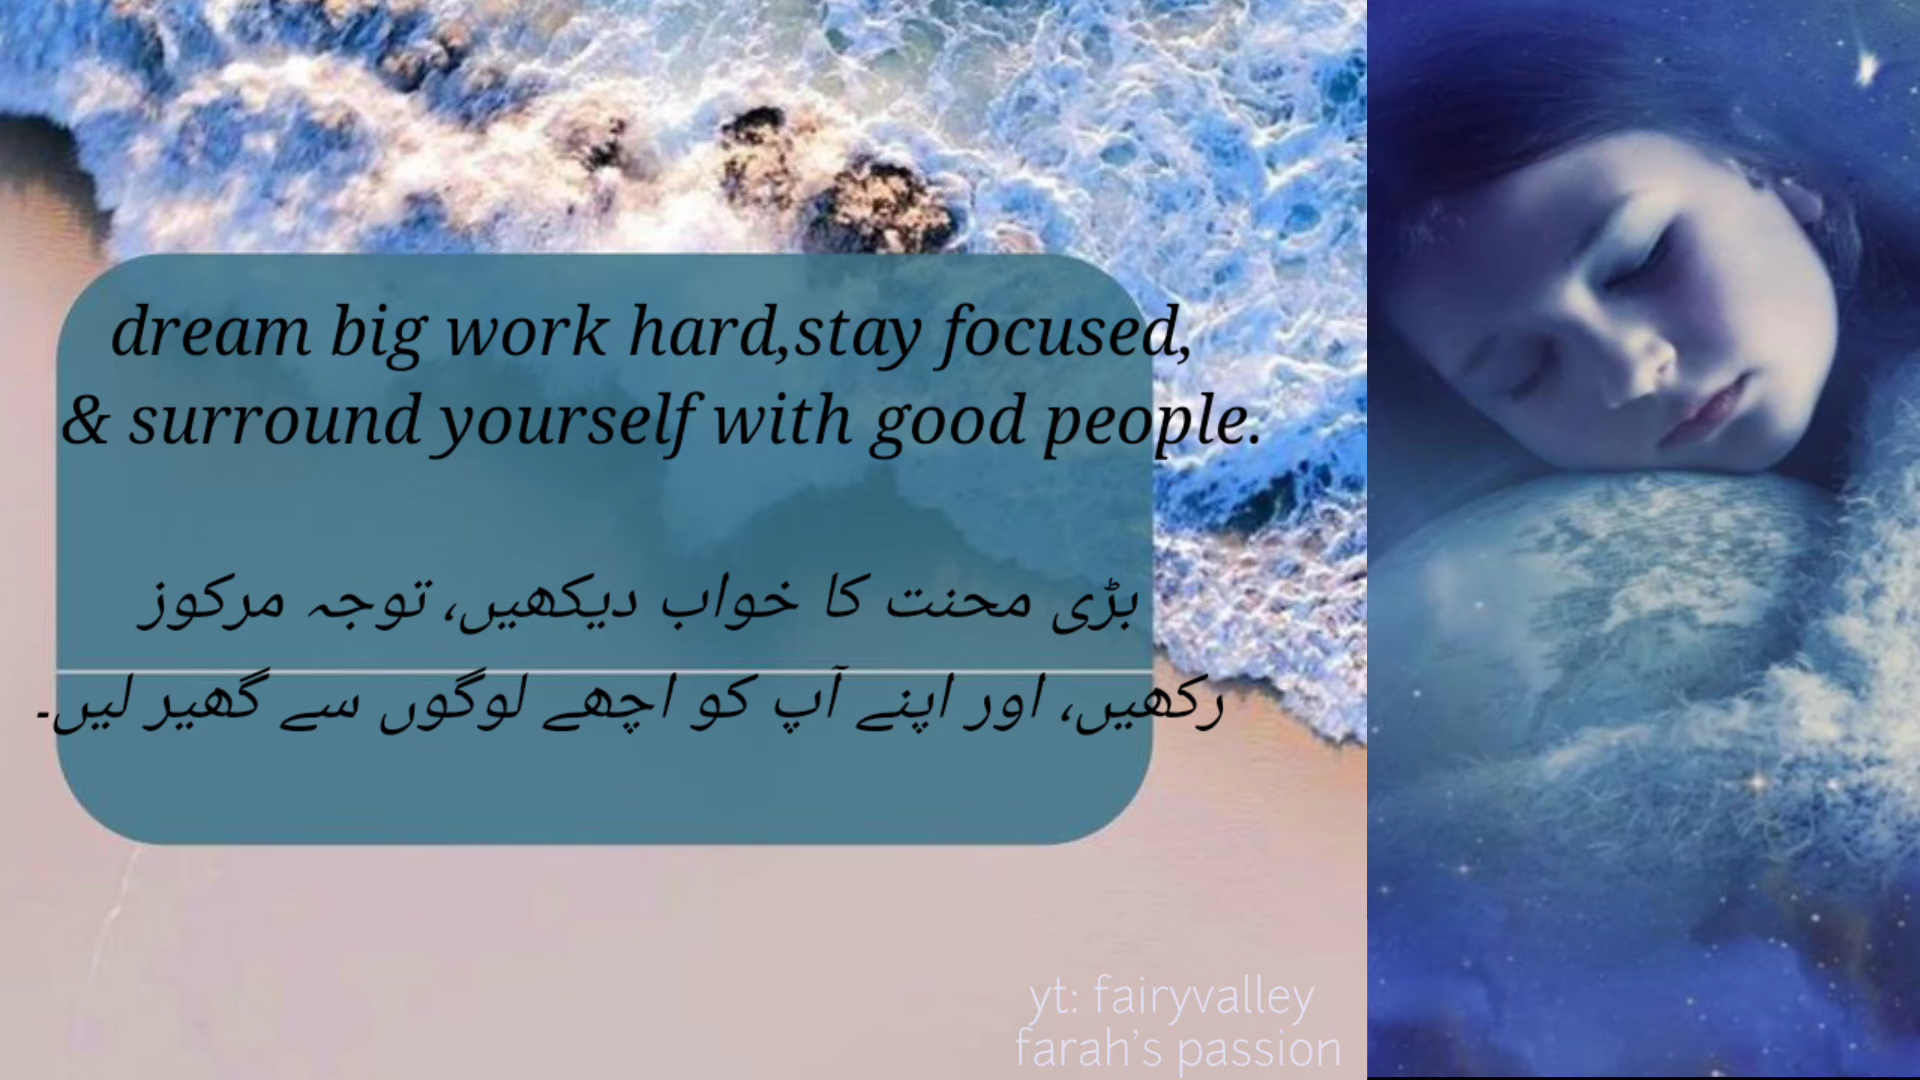 dream big work hard,stay focused,
& surround yourself with good people.
بڑی محنت کا خواب دیکھیں، توجہ مرکوز
رکھیں، اور اپنے آپ کو اچھے لوگوں سے گھیر لیں۔
yt: fairyvalley
farah's passion